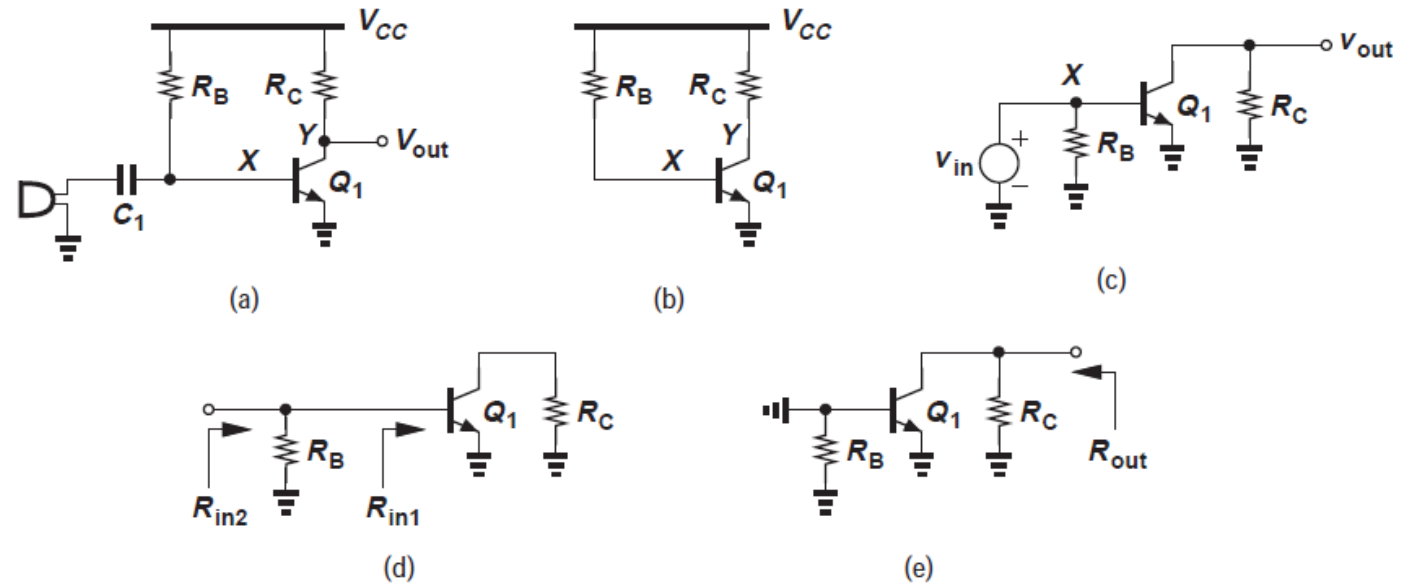 V_CC
R_B R_C
Y V_out
X Q_1
C_1
(a)
V_CC
R_B R_C
Y
X Q_1
(b)
v_out
X
Q_1 R_C
R_B
v_in
+
−
(c)
Q_1 R_C
R_B
R_in2 R_in1
(d)
Q_1 R_C
R_B R_out
(e)